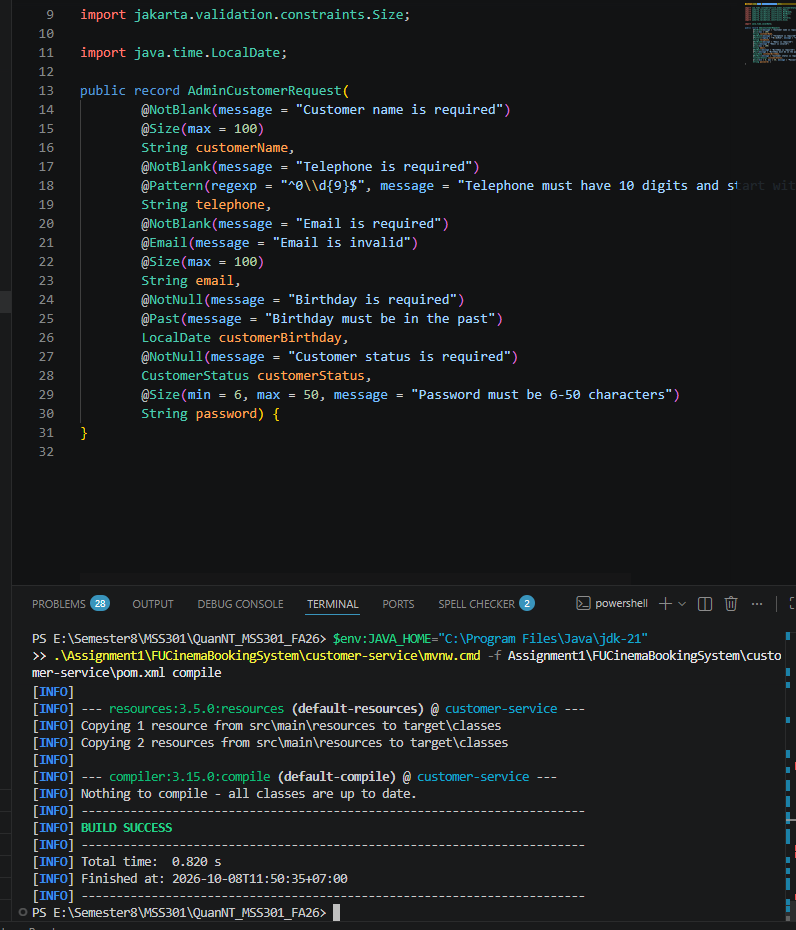 9 import jakarta.validation.constraints.Size;
10
11 import java.time.LocalDate;
12
13 public record AdminCustomerRequest(
14 @NotBlank(message = "Customer name is required")
15 @Size(max = 100)
16 String customerName,
17 @NotBlank(message = "Telephone is required")
18 @Pattern(regexp = "^0\\d{9}$", message = "Telephone must have 10 digits and start wit
19 String telephone,
20 @NotBlank(message = "Email is required")
21 @Email(message = "Email is invalid")
22 @Size(max = 100)
23 String email,
24 @NotNull(message = "Birthday is required")
25 @Past(message = "Birthday must be in the past")
26 LocalDate customerBirthday,
27 @NotNull(message = "Customer status is required")
28 CustomerStatus customerStatus,
29 @Size(min = 6, max = 50, message = "Password must be 6-50 characters")
30 String password) {
31 }
32
PROBLEMS 28 OUTPUT DEBUG CONSOLE TERMINAL PORTS SPELL CHECKER 2 powershell
PS E:\Semester8\MSS301\QuanNT_MSS301_FA26> $env:JAVA_HOME="C:\Program Files\Java\jdk-21"
>> .\Assignment1\FUCinemaBookingSystem\customer-service\mvnw.cmd -f Assignment1\FUCinemaBookingSystem\custo
mer-service\pom.xml compile
[INFO]
[INFO] --- resources:3.5.0:resources (default-resources) @ customer-service ---
[INFO] Copying 1 resource from src\main\resources to target\classes
[INFO] Copying 2 resources from src\main\resources to target\classes
[INFO]
[INFO] --- compiler:3.15.0:compile (default-compile) @ customer-service ---
[INFO] Nothing to compile - all classes are up to date.
[INFO] ------------------------------------------------------------------------
[INFO] BUILD SUCCESS
[INFO] ------------------------------------------------------------------------
[INFO] Total time:  0.820 s
[INFO] Finished at: 2026-10-08T11:50:35+07:00
[INFO] ------------------------------------------------------------------------
PS E:\Semester8\MSS301\QuanNT_MSS301_FA26>